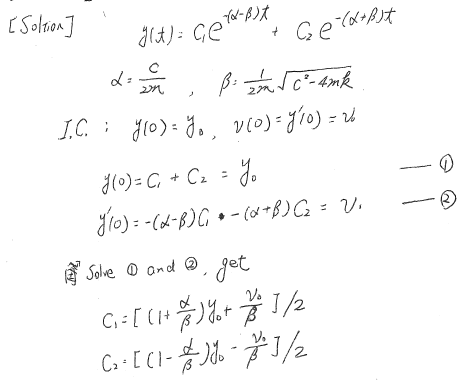 [Soltion]
y(t) = C₁e^-(α-β)t + C₂e^-(α+β)t
α = c/2m , β = 1/2m √c²-4mk
I.C. : y(0) = y₀, v(0) = y'(0) = v₀
y(0) = C₁ + C₂ = y₀ — ①
y'(0) = -(α-β)C₁ • -(α+β)C₂ = v. — ②
Solve ① and ②, get
C₁ = [(1+ α/β)y₀ + v₀/β]/2
C₂ = [(1- α/β)y₀ - v₀/β]/2